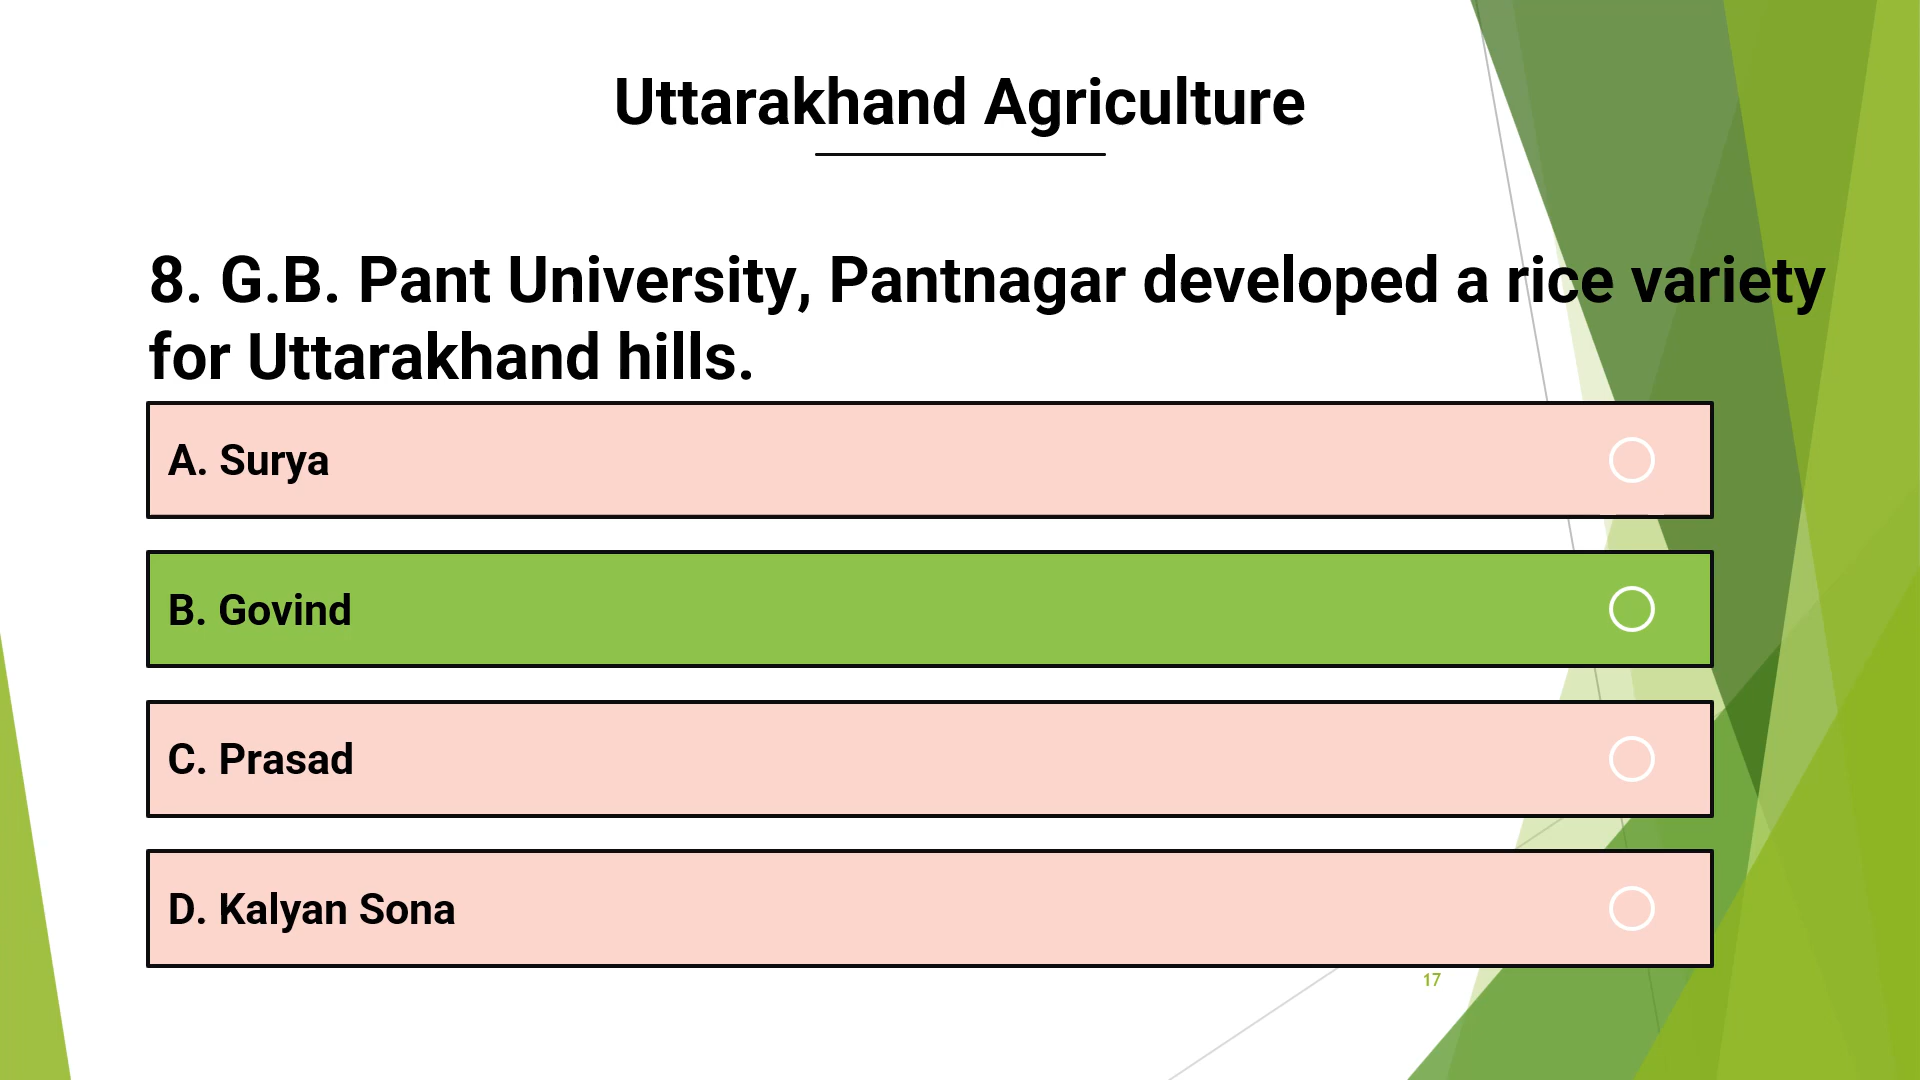 Uttarakhand Agriculture
8. G.B. Pant University, Pantnagar developed a rice variety
for Uttarakhand hills.
A. Surya
B. Govind
C. Prasad
D. Kalyan Sona
17